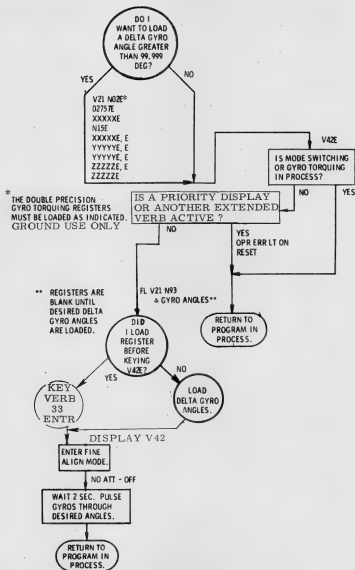 DO I
WANT TO LOAD
A DELTA GYRO
ANGLE GREATER
THAN 99.999
DEG?
YES
NO
V21 N02E*
02757E
XXXXXE
N15E
XXXXXE, E
YYYYYE, E
YYYYYE, E
ZZZZZE, E
ZZZZZE
V42E
IS MODE SWITCHING
OR GYRO TORQUING
IN PROCESS?
NO
YES
*
THE DOUBLE PRECISION
GYRO TORQUING REGISTERS
MUST BE LOADED AS INDICATED.
GROUND USE ONLY
IS A PRIORITY DISPLAY
OR ANOTHER EXTENDED
VERB ACTIVE ?
NO
YES
OPR ERR LT ON
RESET
** REGISTERS ARE
BLANK UNTIL
DESIRED DELTA
GYRO ANGLES
ARE LOADED.
FL V21 N93
Δ GYRO ANGLES**
RETURN TO
PROGRAM IN
PROCESS.
DID
I LOAD
REGISTER
BEFORE
KEYING
V42E?
YES
NO
KEY
VERB
33
ENTR
LOAD
DELTA GYRO
ANGLES.
DISPLAY V42
ENTER FINE
ALIGN MODE.
NO ATT - OFF
WAIT 2 SEC. PULSE
GYROS THROUGH
DESIRED ANGLES.
RETURN TO
PROGRAM IN
PROCESS.